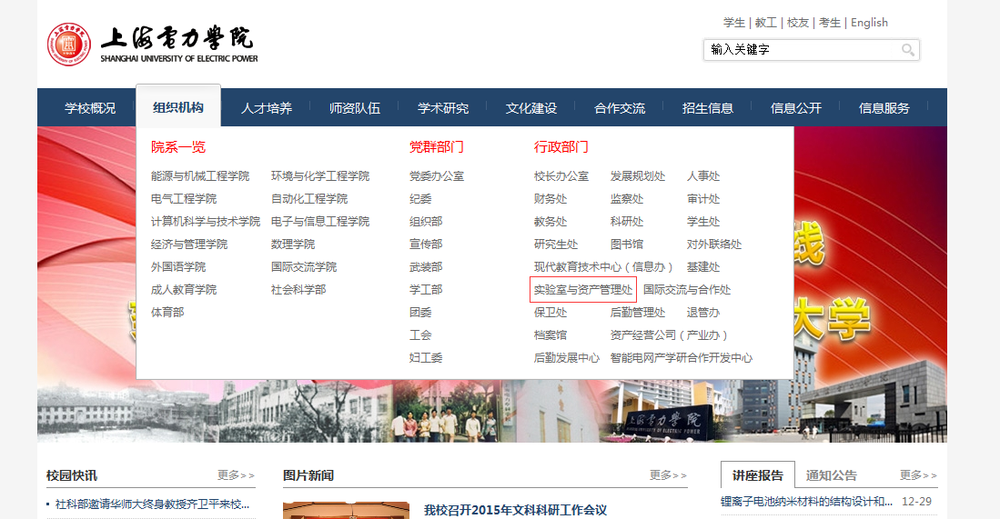 学生 | 教工 | 校友 | 考生 | English
上海電力學院
SHANGHAI UNIVERSITY OF ELECTRIC POWER
输入关键字
学校概况 组织机构 人才培养 师资队伍 学术研究 文化建设 合作交流 招生信息 信息公开 信息服务
院系一览 党群部门 行政部门
能源与机械工程学院 环境与化学工程学院 党委办公室 校长办公室 发展规划处 人事处
电气工程学院 自动化工程学院 纪委 财务处 监察处 审计处
计算机科学与技术学院 电子与信息工程学院 组织部 教务处 科研处 学生处
经济与管理学院 数理学院 宣传部 研究生处 图书馆 对外联络处
外国语学院 国际交流学院 武装部 现代教育技术中心（信息办） 基建处
成人教育学院 社会科学部 学工部 实验室与资产管理处 国际交流与合作处
体育部 团委 保卫处 后勤管理处 退管办
工会 档案馆 资产经营公司（产业办）
妇工委 后勤发展中心 智能电网产学研合作开发中心
线
大学
上海電力學院
校园快讯 更多>> 图片新闻 更多>> 讲座报告 通知公告 更多>>
社科部邀请华师大终身教授齐卫平来校...
我校召开2015年文科科研工作会议
锂离子电池纳米材料的结构设计和... 12-29